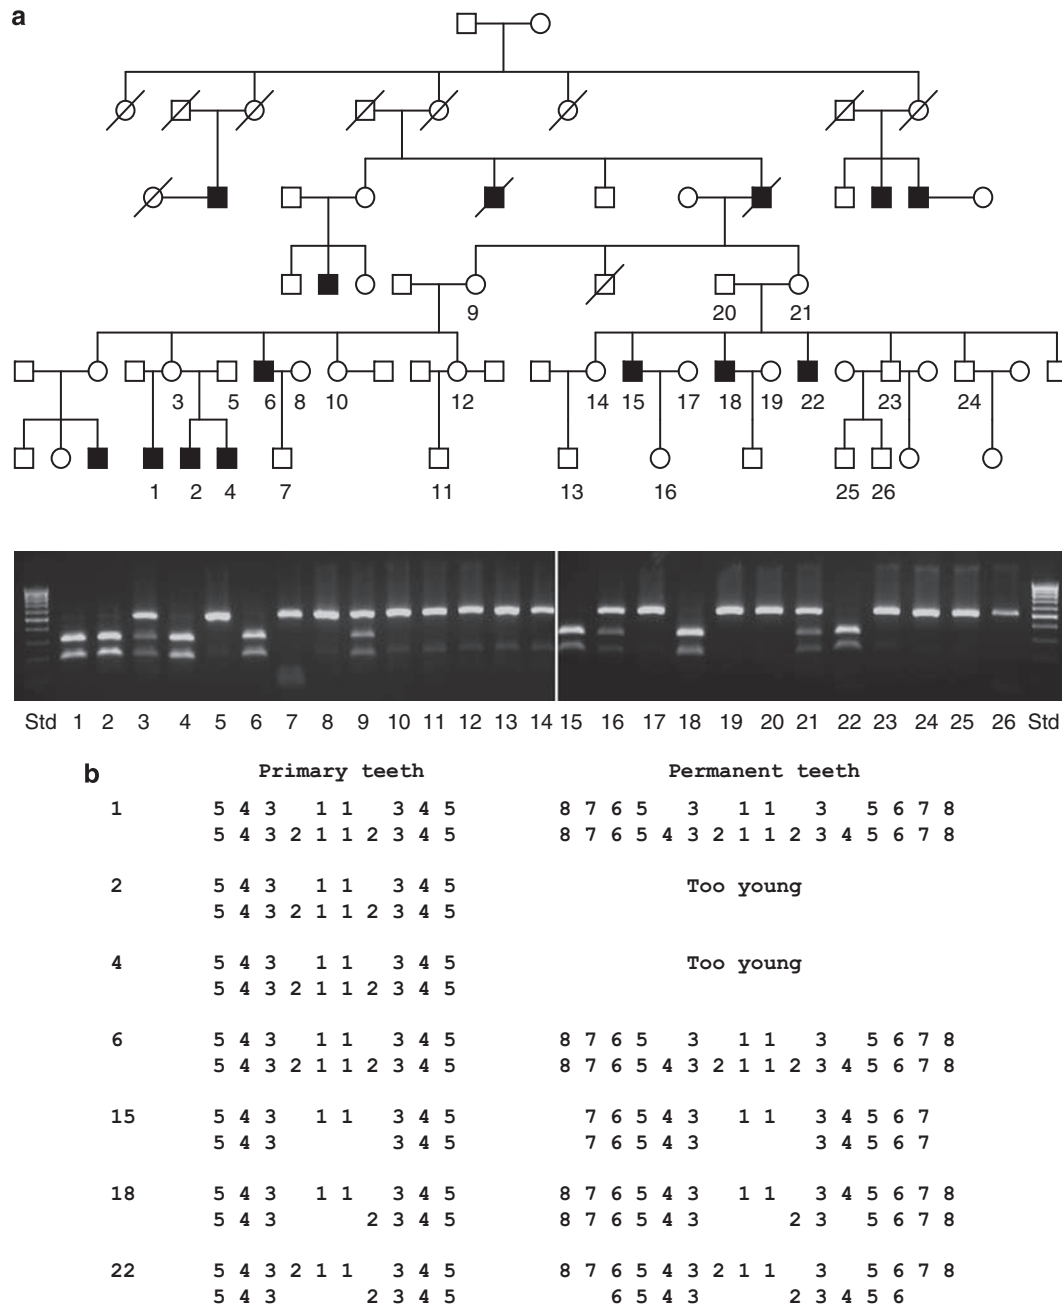 a
9 20 21
3 5 6 8 10 12 14 15 17 18 19 22 23 24
1 2 4 7 11 13 16 25 26
Std 1 2 3 4 5 6 7 8 9 10 11 12 13 14 15 16 17 18 19 20 21 22 23 24 25 26 Std
b Primary teeth Permanent teeth
1 5 4 3 1 1 3 4 5 8 7 6 5 3 1 1 3 5 6 7 8
5 4 3 2 1 1 2 3 4 5 8 7 6 5 4 3 2 1 1 2 3 4 5 6 7 8
2 5 4 3 1 1 3 4 5 Too young
5 4 3 2 1 1 2 3 4 5
4 5 4 3 1 1 3 4 5 Too young
5 4 3 2 1 1 2 3 4 5
6 5 4 3 1 1 3 4 5 8 7 6 5 3 1 1 3 5 6 7 8
5 4 3 2 1 1 2 3 4 5 8 7 6 5 4 3 2 1 1 2 3 4 5 6 7 8
15 5 4 3 1 1 3 4 5 7 6 5 4 3 1 1 3 4 5 6 7
5 4 3 3 4 5 7 6 5 4 3 3 4 5 6 7
18 5 4 3 1 1 3 4 5 8 7 6 5 4 3 1 1 3 4 5 6 7 8
5 4 3 2 3 4 5 8 7 6 5 4 3 2 3 5 6 7 8
22 5 4 3 2 1 1 3 4 5 8 7 6 5 4 3 2 1 1 3 5 6 7 8
5 4 3 2 3 4 5 6 5 4 3 2 3 4 5 6